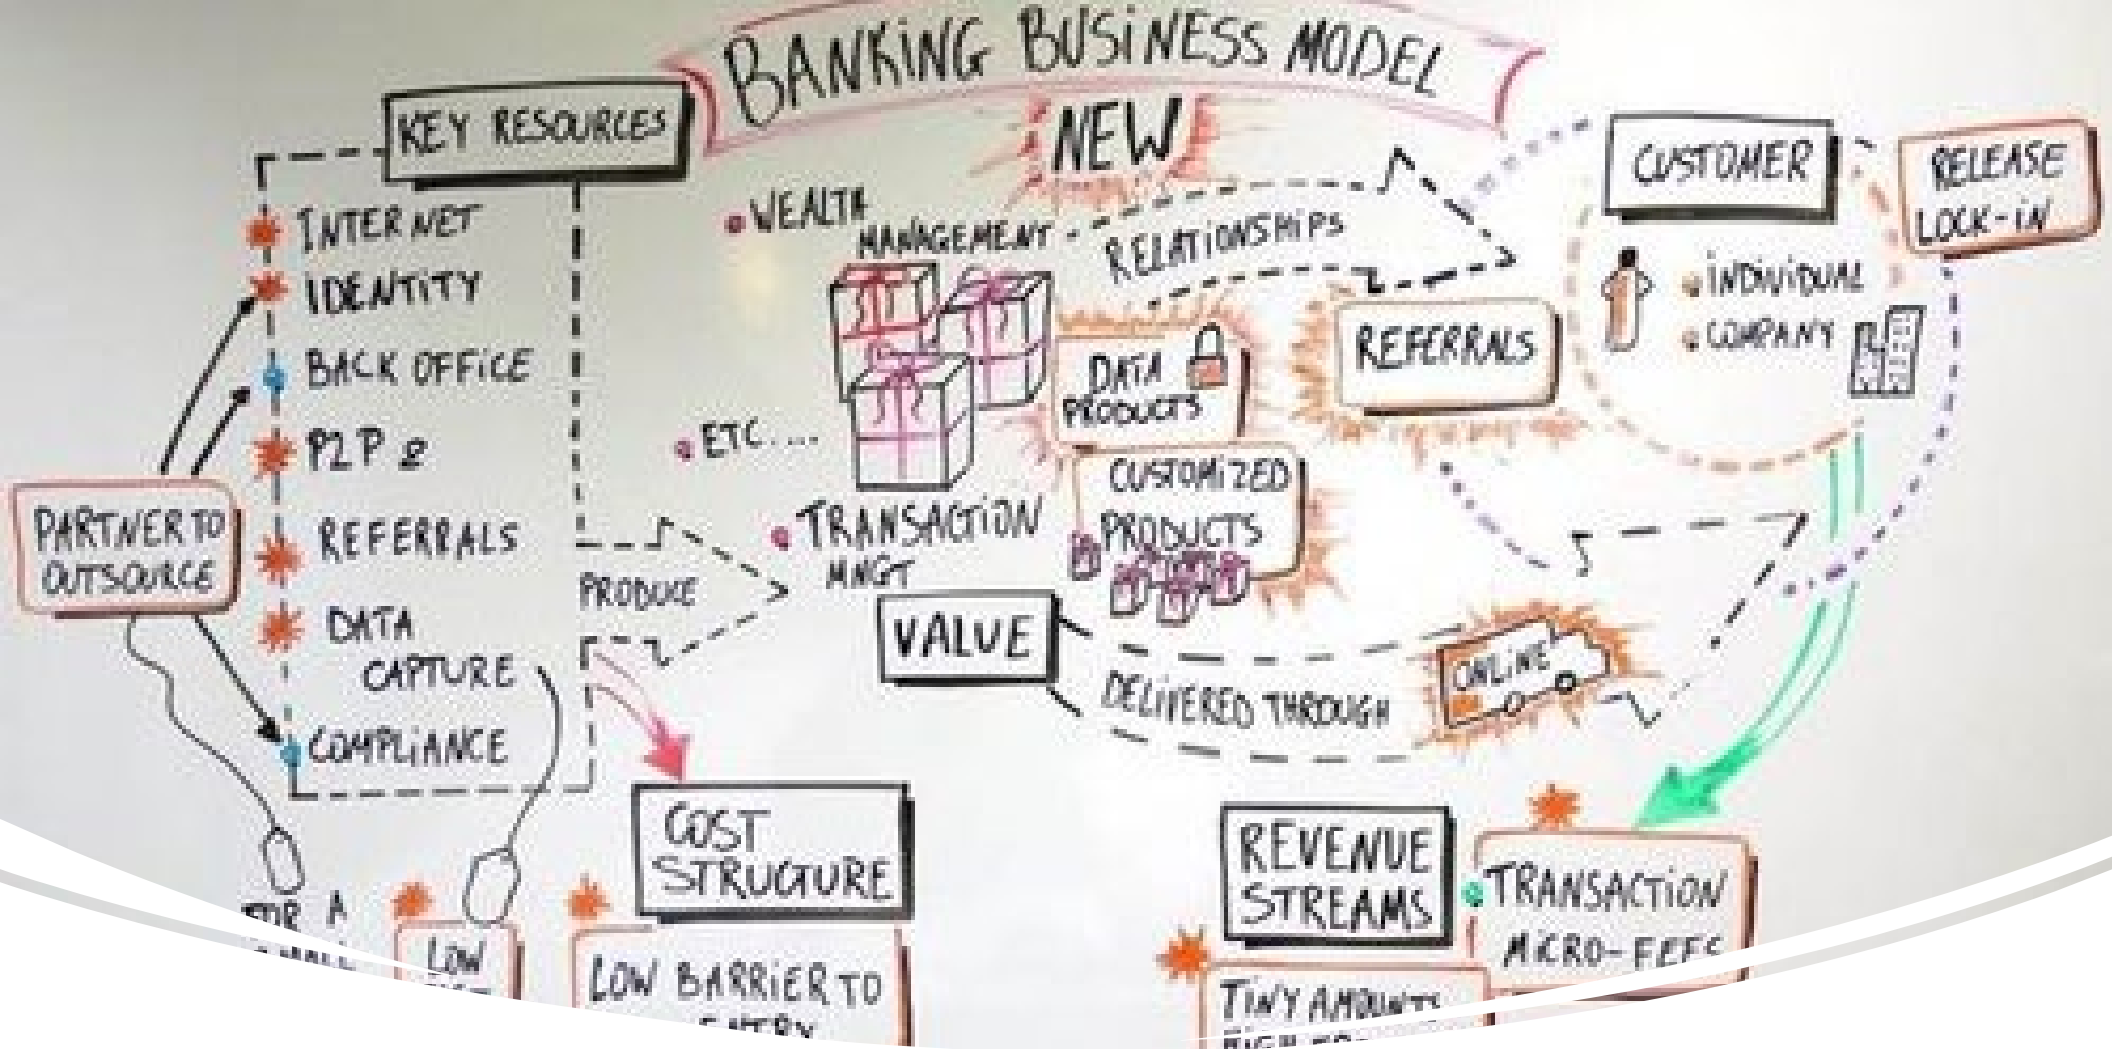 BANKING BUSINESS MODEL
NEW
KEY RESOURCES
INTERNET
IDENTITY
BACK OFFICE
P2P &
REFERRALS
DATA
CAPTURE
COMPLIANCE
PARTNER TO
OUTSOURCE
FOR A
LOW
PRODUCE
WEALTH
MANAGEMENT
ETC....
TRANSACTION
MNGT
DATA
PRODUCTS
CUSTOMIZED
PRODUCTS
RELATIONSHIPS
REFERRALS
CUSTOMER
INDIVIDUAL
COMPANY
RELEASE
LOCK-IN
VALUE
DELIVERED THROUGH
ONLINE
COST
STRUCTURE
LOW BARRIER TO
ENTRY
REVENUE
STREAMS
TRANSACTION
MICRO-FEES
TINY AMOUNTS